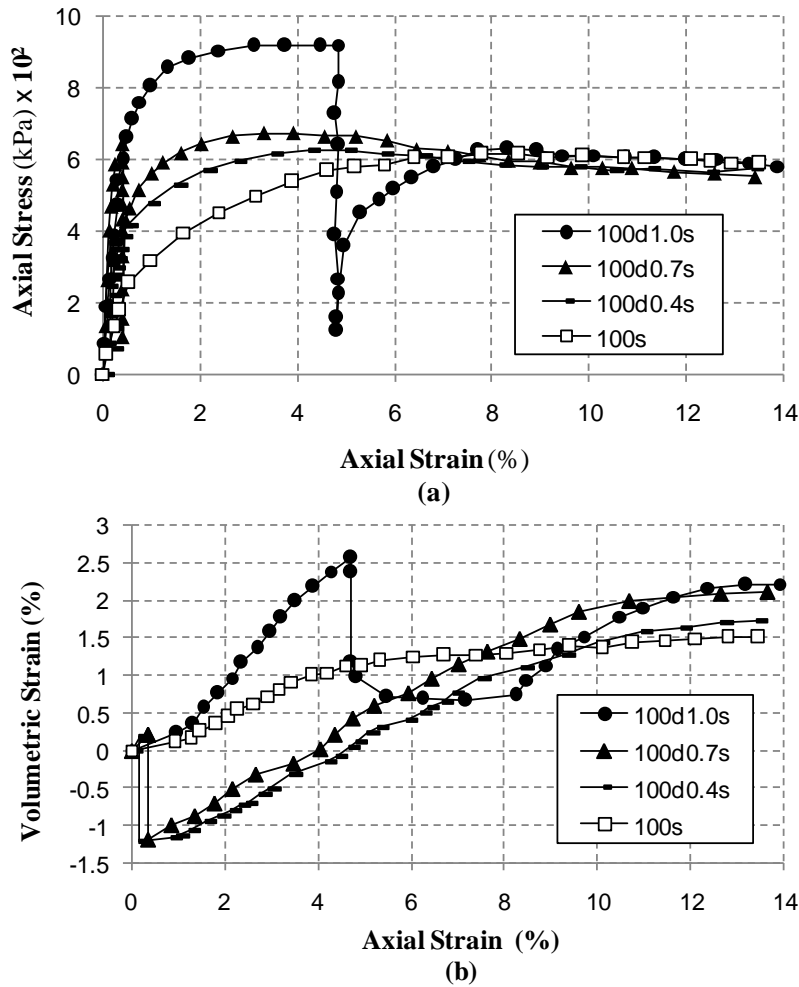 Axial Stress (kPa) x 10²
10
8
6
4
2
0
0 2 4 6 8 10 12 14
100d1.0s
100d0.7s
100d0.4s
100s
Axial Strain (%)
(a)
Volumetric Strain (%)
3
2.5
2
1.5
1
0.5
0
-0.5
-1
-1.5
0 2 4 6 8 10 12 14
100d1.0s
100d0.7s
100d0.4s
100s
Axial Strain (%)
(b)